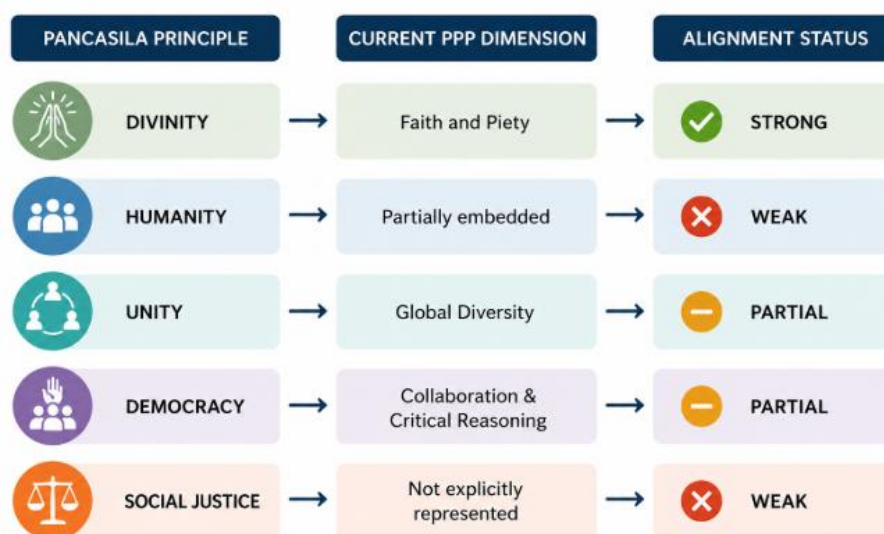 PANCASILA PRINCIPLE
CURRENT PPP DIMENSION
ALIGNMENT STATUS
DIVINITY
Faith and Piety
STRONG
HUMANITY
Partially embedded
WEAK
UNITY
Global Diversity
PARTIAL
DEMOCRACY
Collaboration &
Critical Reasoning
PARTIAL
SOCIAL JUSTICE
Not explicitly
represented
WEAK